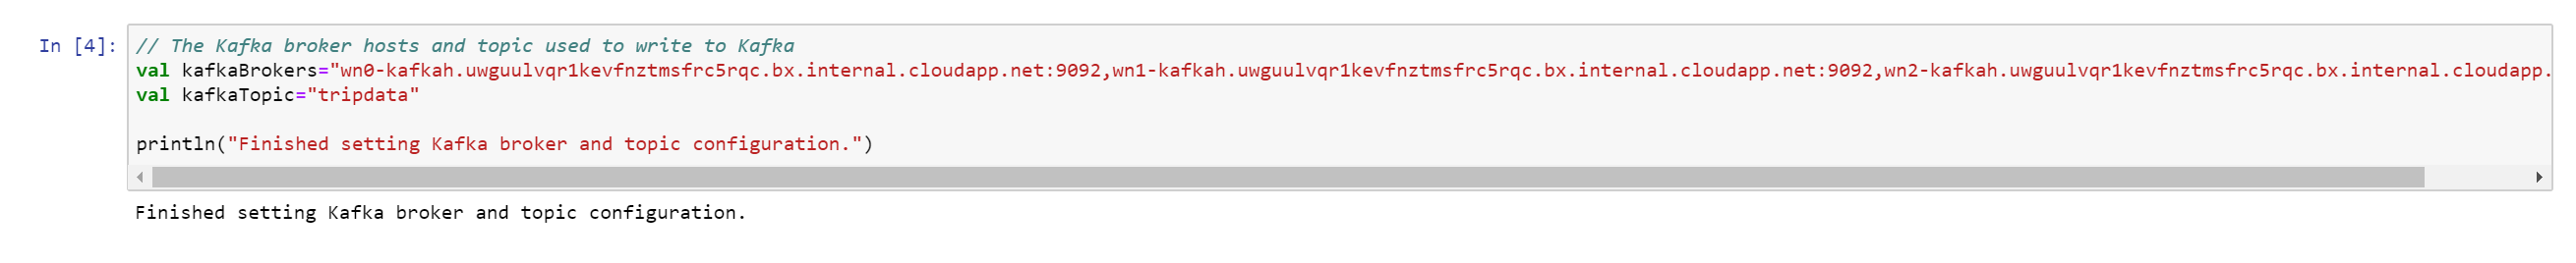 In [4]:
// The Kafka broker hosts and topic used to write to Kafka
val kafkaBrokers="wn0-kafkah.uwguulvqr1kevfnztmsfrc5rqc.bx.internal.cloudapp.net:9092,wn1-kafkah.uwguulvqr1kevfnztmsfrc5rqc.bx.internal.cloudapp.net:9092,wn2-kafkah.uwguulvqr1kevfnztmsfrc5rqc.bx.internal.cloudapp.
val kafkaTopic="tripdata"
println("Finished setting Kafka broker and topic configuration.")
Finished setting Kafka broker and topic configuration.